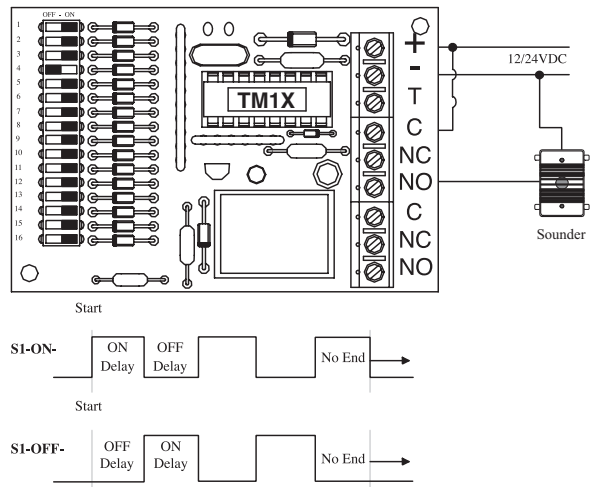 OFF - ON
1
2
3
4
5
6
7
8
9
10
11
12
13
14
15
16
TM1X
+
-
T
C
NC
NO
C
NC
NO
12/24VDC
Sounder
Start
S1-ON-
ON Delay
OFF Delay
No End
Start
S1-OFF-
OFF Delay
ON Delay
No End